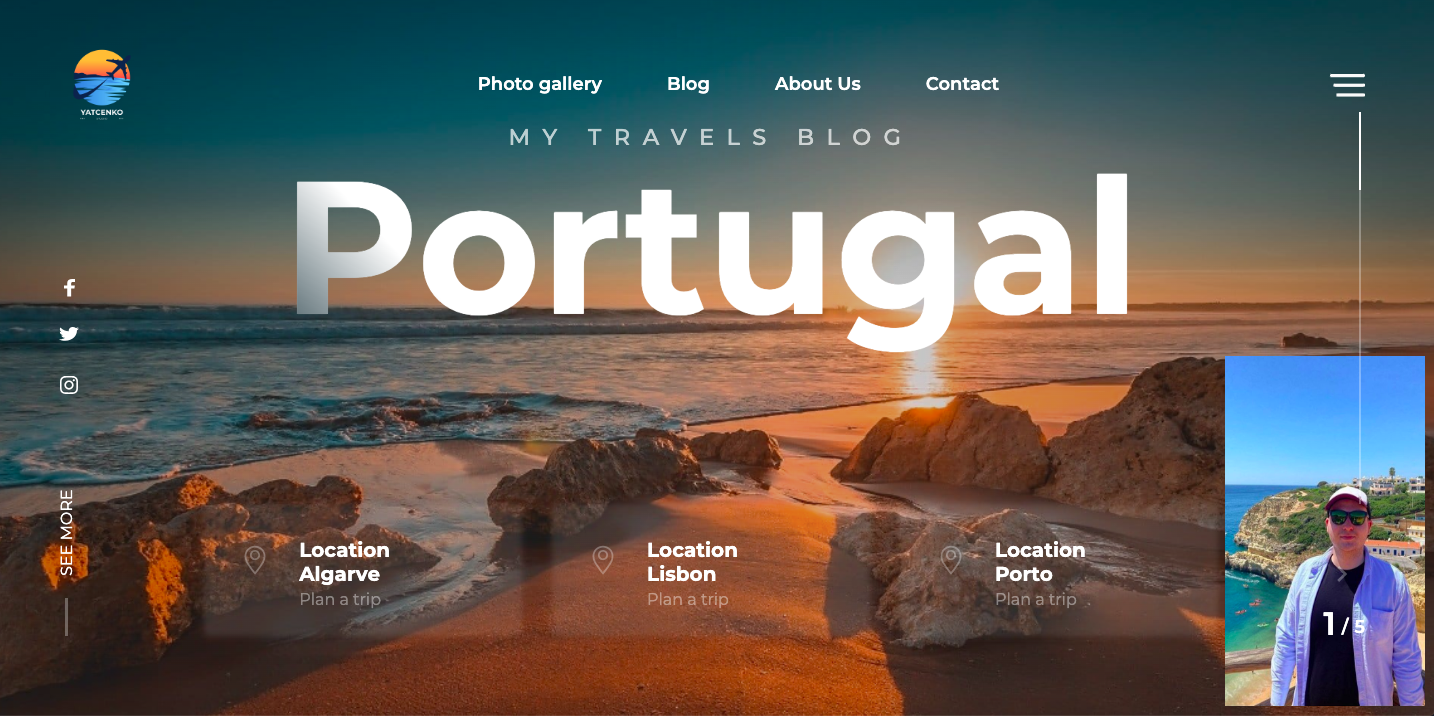 YATCENKO
Photo gallery
Blog
About Us
Contact
MY TRAVELS BLOG
Portugal
SEE MORE
Location
Algarve
Plan a trip
Location
Lisbon
Plan a trip
Location
Porto
Plan a trip
1 / 5